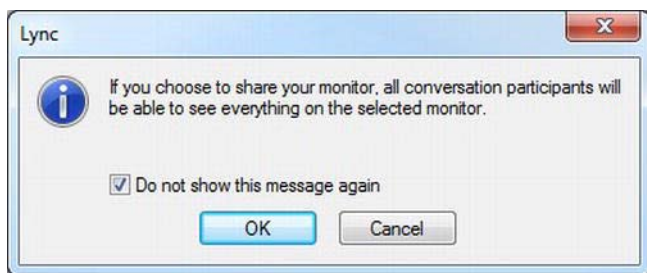 Lync
If you choose to share your monitor, all conversation participants will
be able to see everything on the selected monitor.
Do not show this message again
OK Cancel